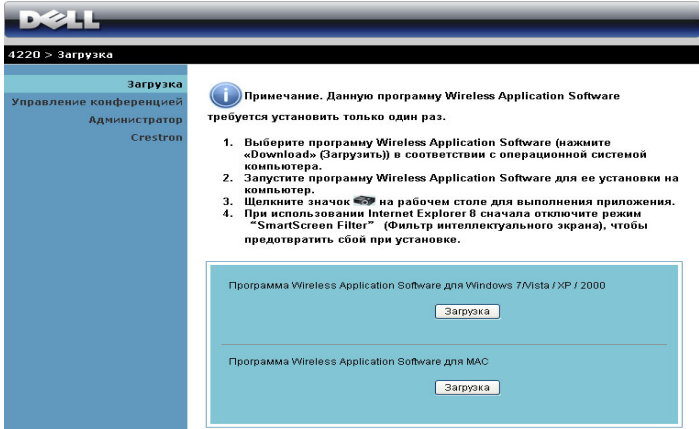 DELL
4220 > Загрузка
Загрузка
Управление конференцией
Администратор
Crestron
Примечание. Данную программу Wireless Application Software
требуется установить только один раз.
1. Выберите программу Wireless Application Software (нажмите
«Download» (Загрузить)) в соответствии с операционной системой
компьютера.
2. Запустите программу Wireless Application Software для ее установки на
компьютер.
3. Щелкните значок на рабочем столе для выполнения приложения.
4. При использовании Internet Explorer 8 сначала отключите режим
“SmartScreen Filter” (Фильтр интеллектуального экрана), чтобы
предотвратить сбой при установке.
Программа Wireless Application Software для Windows 7/Vista / XP / 2000
Загрузка
Программа Wireless Application Software для MAC
Загрузка